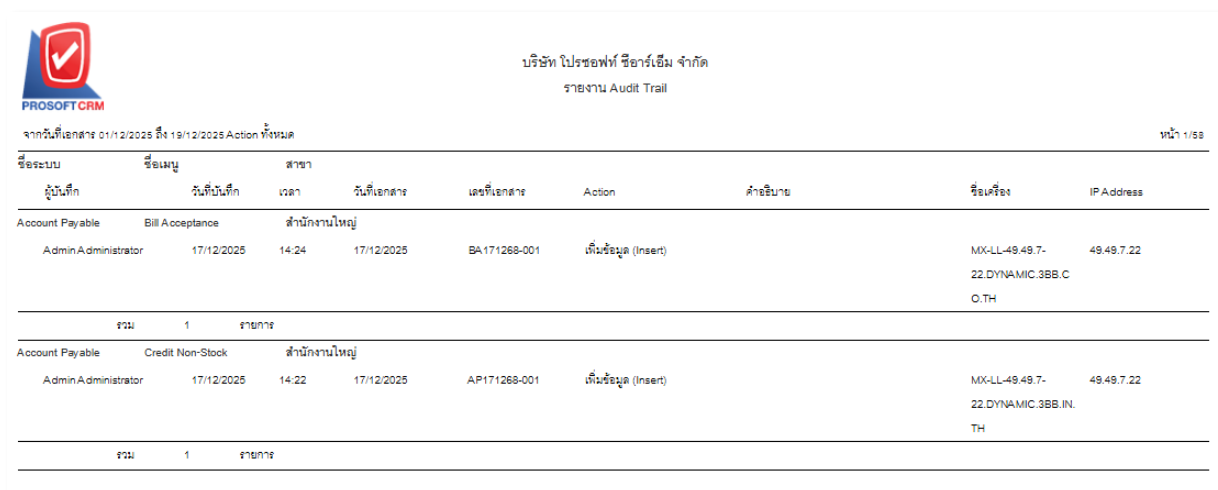 PROSOFT CRM
บริษัท โปรซอฟท์ ซีอาร์เอ็ม จำกัด
รายงาน Audit Trail
จากวันที่เอกสาร 01/12/2025 ถึง 19/12/2025 Action ทั้งหมด หน้า 1/58
ชื่อระบบ ชื่อเมนู สาขา
ผู้บันทึก วันที่บันทึก เวลา วันที่เอกสาร เลขที่เอกสาร Action คำอธิบาย ชื่อเครื่อง IP Address
Account Payable Bill Acceptance สำนักงานใหญ่
Admin Administrator 17/12/2025 14:24 17/12/2025 BA171268-001 เพิ่มข้อมูล (Insert) MX-LL-49.49.7- 49.49.7.22
22.DYNAMIC.3BB.C
O.TH
รวม 1 รายการ
Account Payable Credit Non-Stock สำนักงานใหญ่
Admin Administrator 17/12/2025 14:22 17/12/2025 AP171268-001 เพิ่มข้อมูล (Insert) MX-LL-49.49.7- 49.49.7.22
22.DYNAMIC.3BB.IN.
TH
รวม 1 รายการ